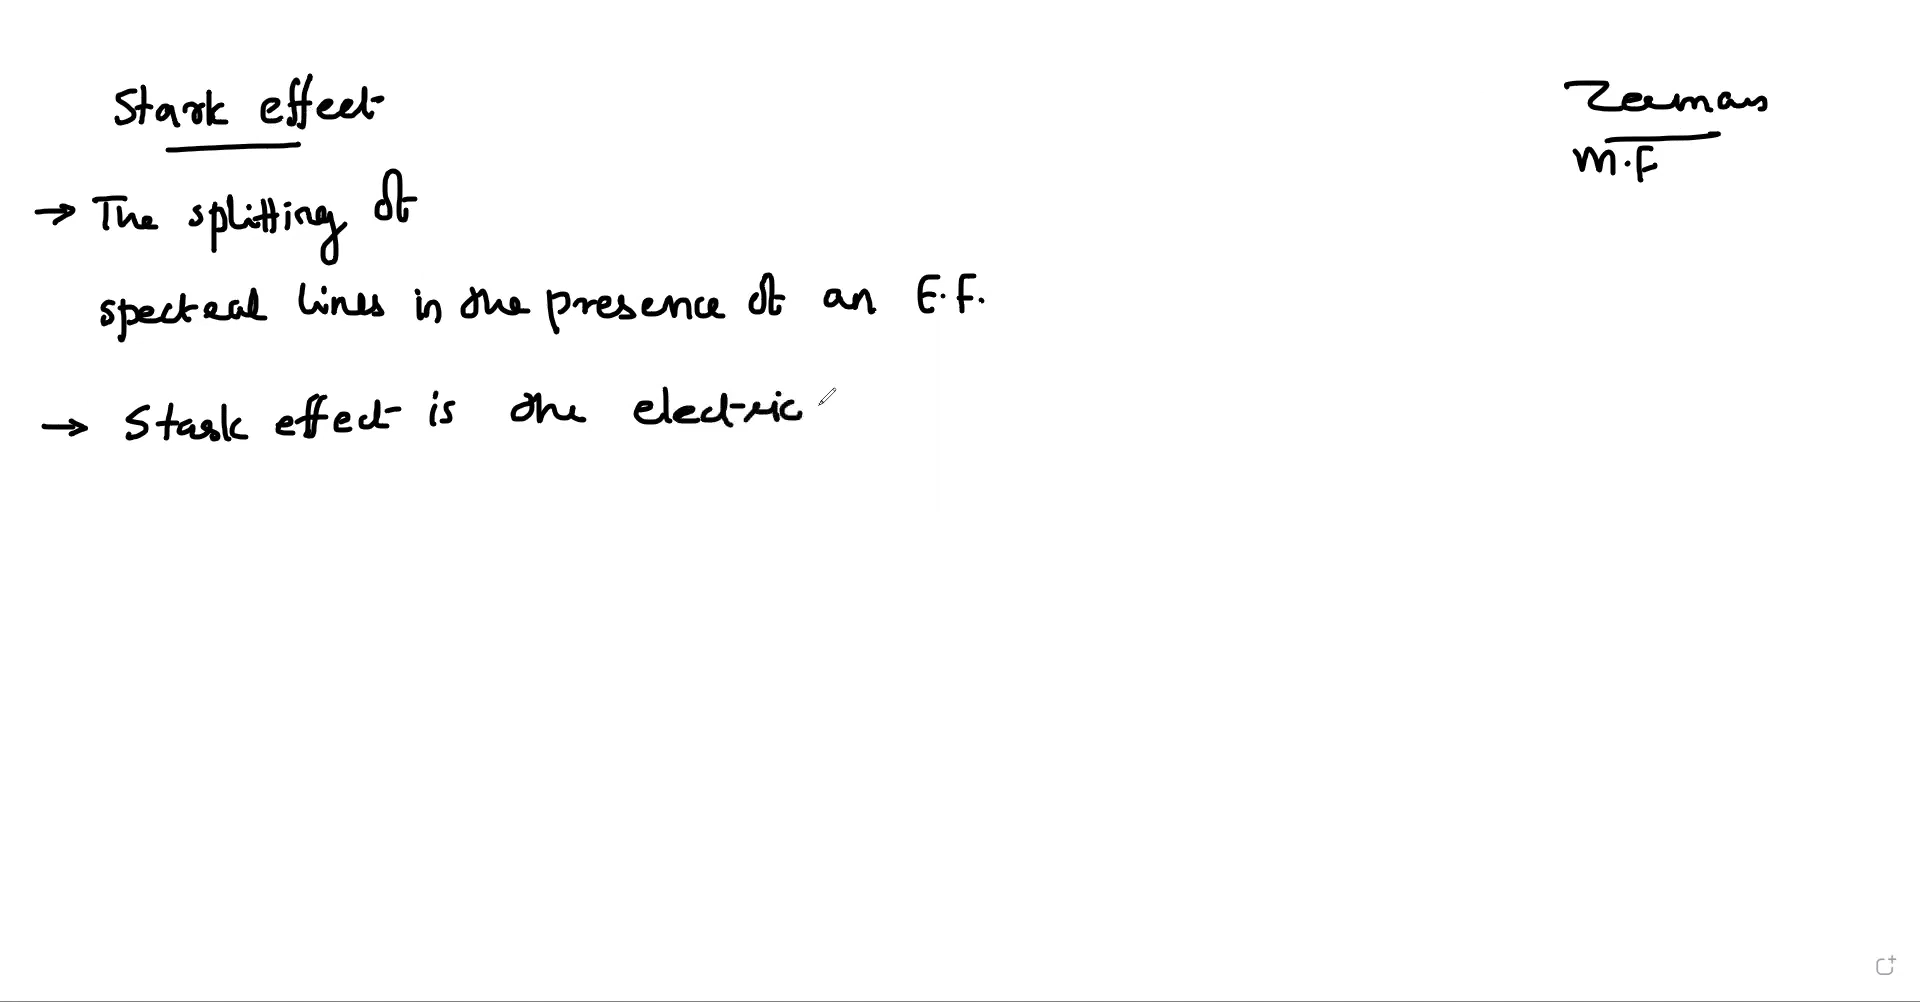 Stark effect
Zeeman
M.F
→ The splitting of
spectral lines in the presence of an E.F.
→ Stark effect is the electric